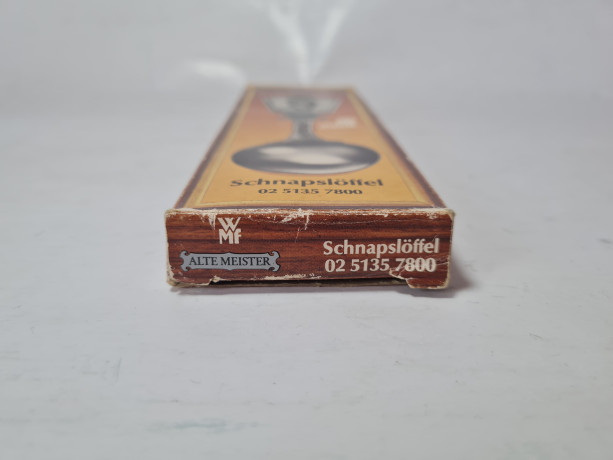 Schnapslöffel
02 5135 7800
WMf
ALTE MEISTER
Schnapslöffel
02 5135 7800